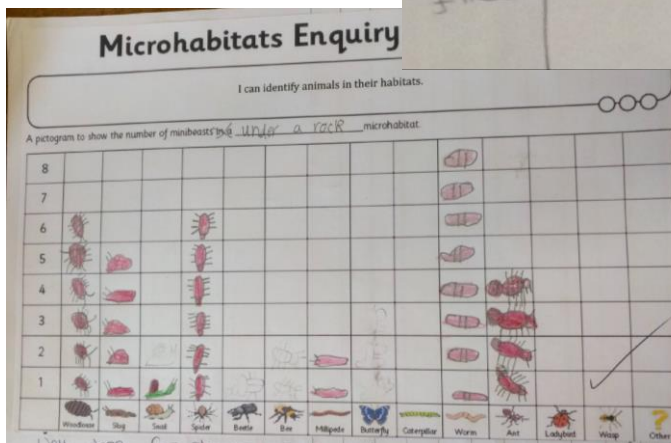 Microhabitats Enquiry
I can identify animals in their habitats.
A pictogram to show the number of minibeasts in a under a rock microhabitat
8
7
6
5
4
3
2
1
Woodlouse Slug Snail Spider Beetle Bee Millipede Butterfly Caterpillar Worm Ant Ladybird Wasp Other